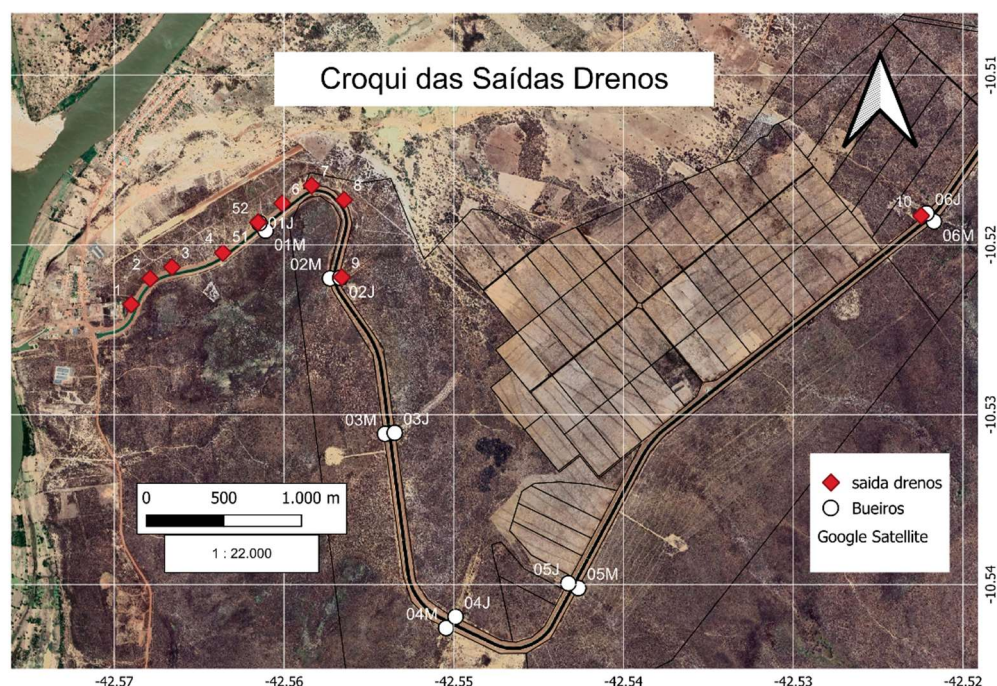 Croqui das Saídas Drenos
-10.51
7
6
8
52
01J
51
01M
4
3
2
1
10
06J
06M
-10.52
02M
9
02J
03M
03J
-10.53
saida drenos
Bueiros
Google Satellite
0
500
1.000 m
1 : 22.000
05J
05M
-10.54
04M
04J
-42.57
-42.56
-42.55
-42.54
-42.53
-42.52